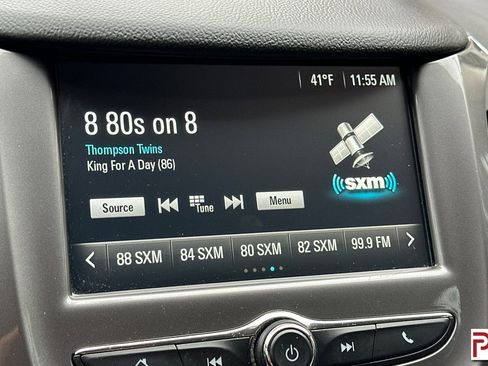 41°F 11:55 AM
8 80s on 8
Thompson Twins
King For A Day (86)
sxm
Source Tune Menu
88 SXM 84 SXM 80 SXM 82 SXM 99.9 FM